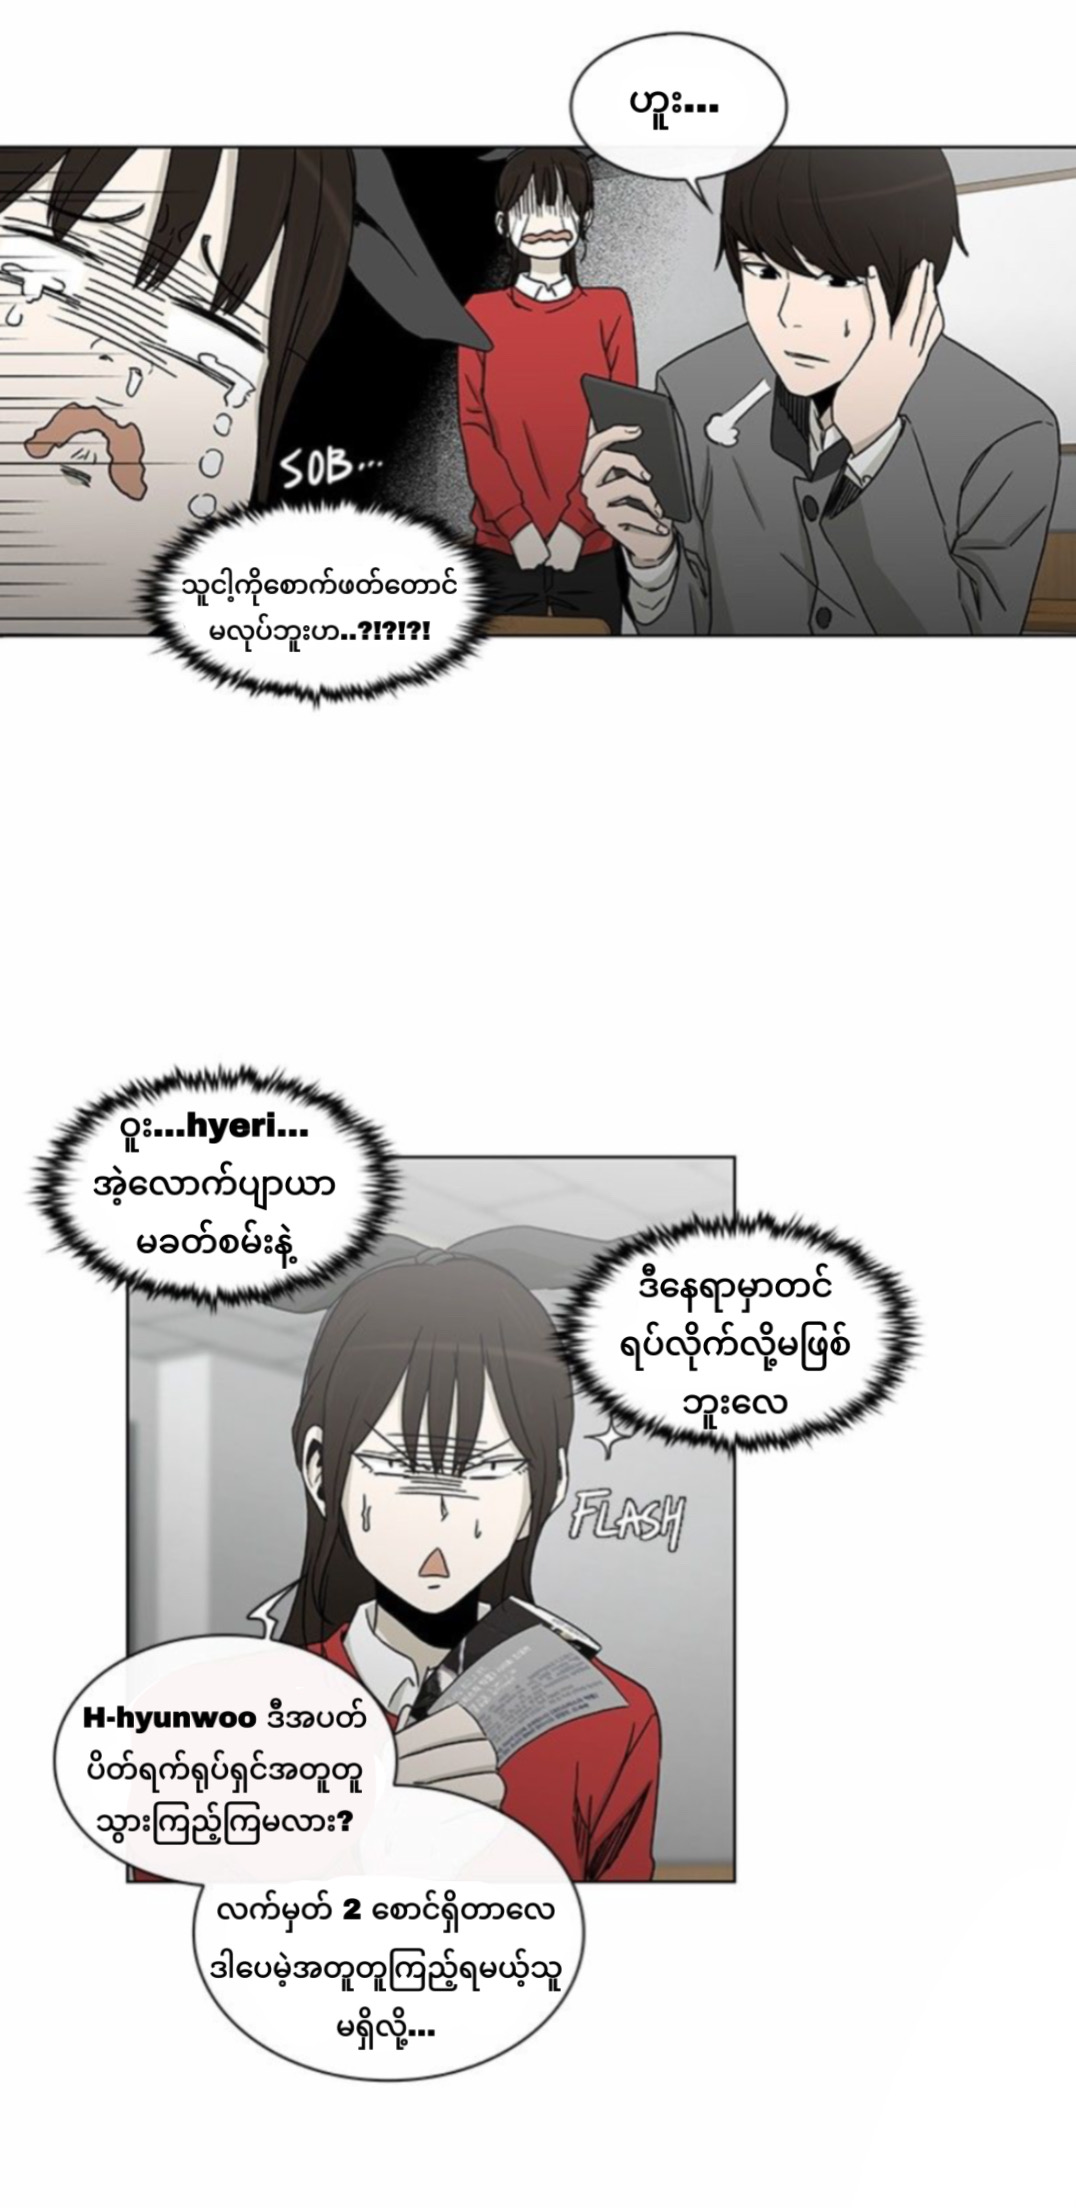 ဟူး...
SOB...
သူငါ့ကိုစောက်ဖတ်တောင်
မလုပ်ဘူးဟ..?!?!?!
ဝူး...hyeri...
အဲ့လောက်ပျာယာ
မခတ်စမ်းနဲ့
ဒီနေရာမှာတင်
ရပ်လိုက်လို့မဖြစ်
ဘူးလေ
FLASH
H-hyunwoo ဒီအပတ်
ပိတ်ရက်ရုပ်ရှင်အတူတူ
သွားကြည့်ကြမလား?
လက်မှတ် 2 စောင်ရှိတာလေ
ဒါပေမဲ့အတူတူကြည့်ရမယ့်သူ
မရှိလို့...